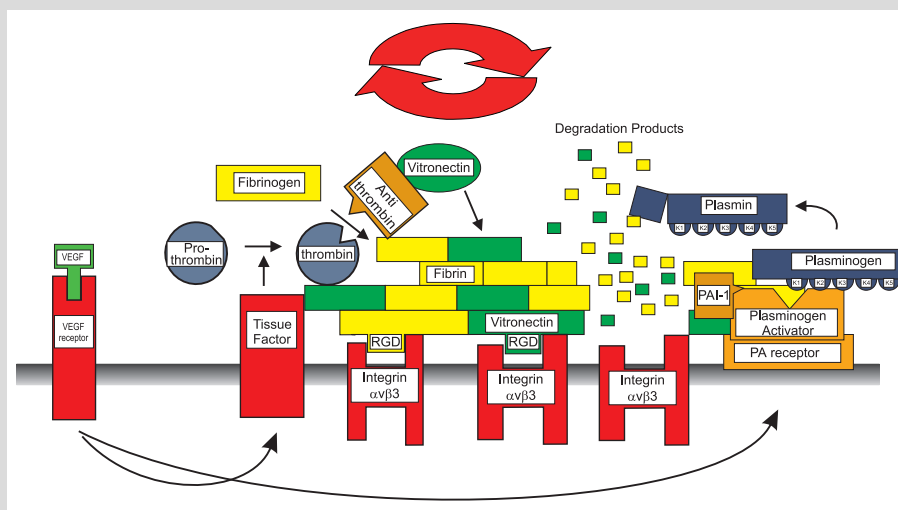 Degradation Products
Vitronectin
Fibrinogen
Anti
thrombin
Plasmin
K1 K2 K3 K4 K5
Pro-
thrombin
thrombin
VEGF
Plasminogen
K1 K2 K3 K4 K5
Fibrin
PAI-1
VEGF
receptor
Tissue
Factor
Vitronectin
Plasminogen
Activator
RGD
RGD
PA receptor
Integrin
αvβ3
Integrin
αvβ3
Integrin
αvβ3